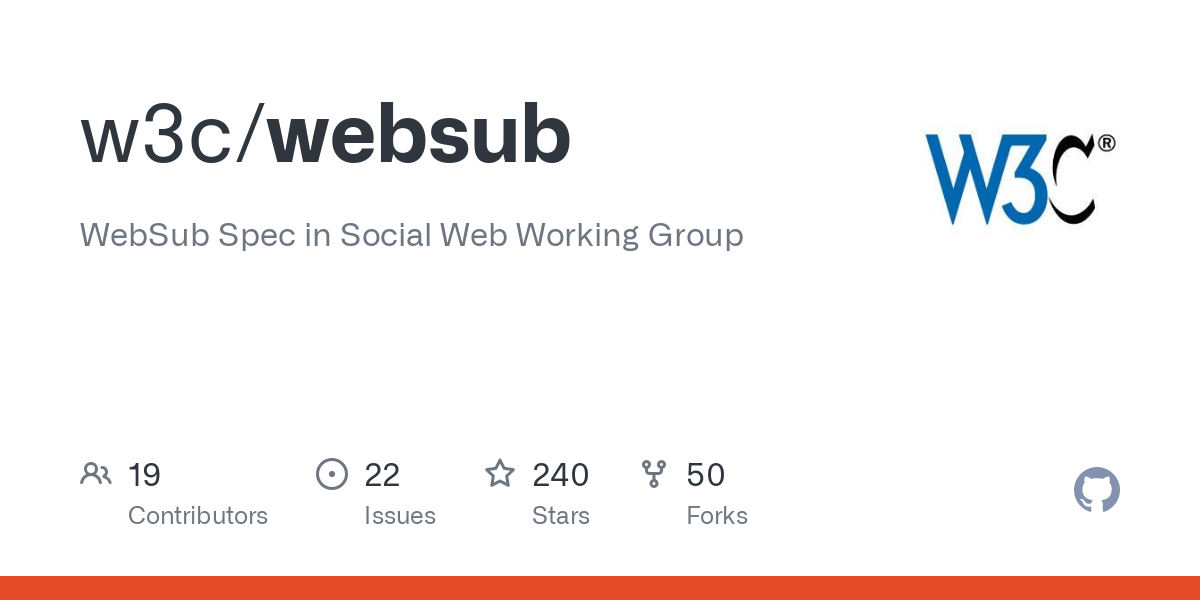 w3c/websub
W3C®
WebSub Spec in Social Web Working Group
19 22 240 50
Contributors Issues Stars Forks